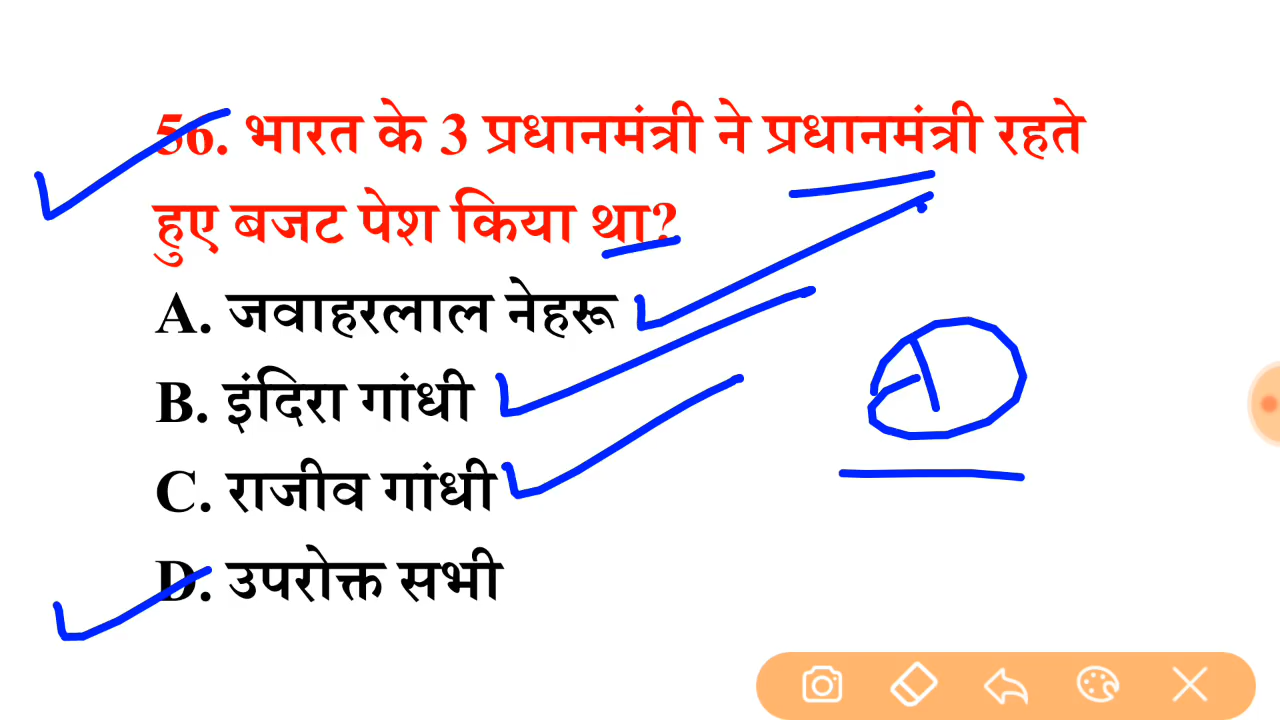 56. भारत के 3 प्रधानमंत्री ने प्रधानमंत्री रहते
हुए बजट पेश किया था?
A. जवाहरलाल नेहरू
B. इंदिरा गांधी
C. राजीव गांधी
D. उपरोक्त सभी